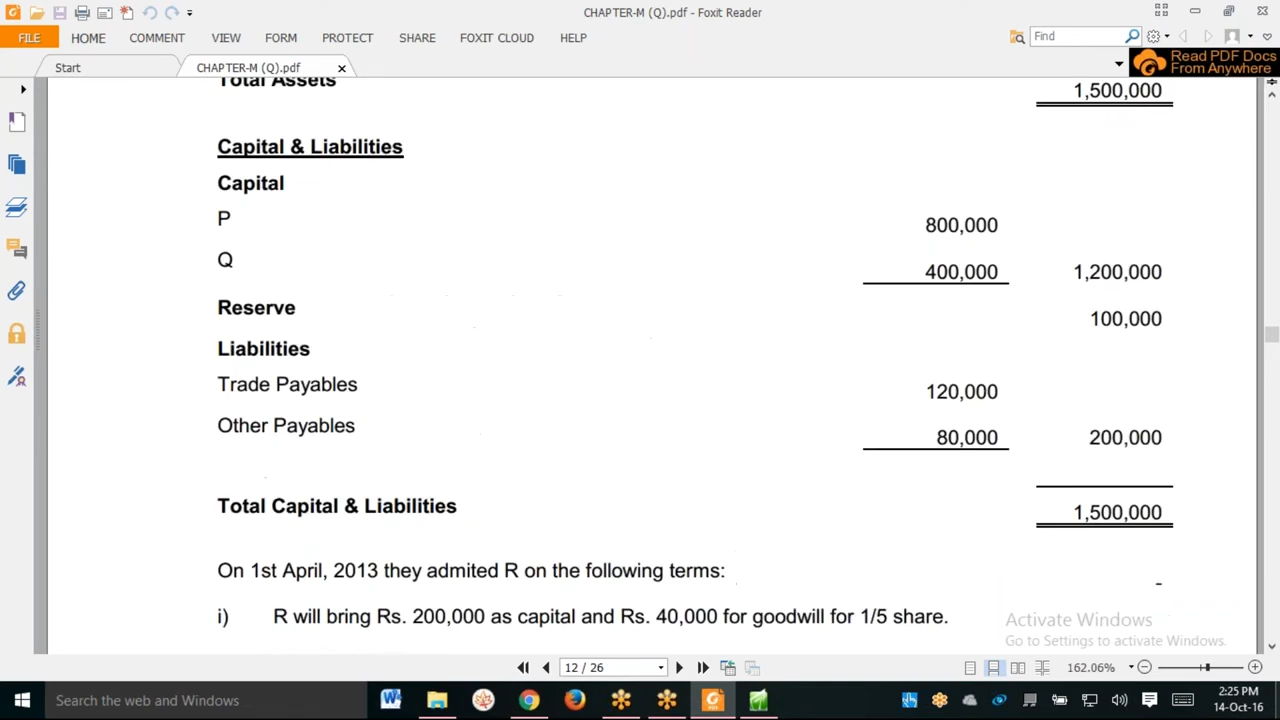 CHAPTER-M (Q).pdf - Foxit Reader
FILE HOME COMMENT VIEW FORM PROTECT SHARE FOXIT CLOUD HELP Find
Start CHAPTER-M (Q).pdf x Read PDF Docs
From Anywhere
Total Assets 1,500,000
Capital & Liabilities
Capital
P 800,000
Q 400,000 1,200,000
Reserve 100,000
Liabilities
Trade Payables 120,000
Other Payables 80,000 200,000
Total Capital & Liabilities 1,500,000
On 1st April, 2013 they admited R on the following terms:
i) R will bring Rs. 200,000 as capital and Rs. 40,000 for goodwill for 1/5 share.
Activate Windows
Go to Settings to activate Windows.
12 / 26 162.06%
Search the web and Windows 2:25 PM
14-Oct-16